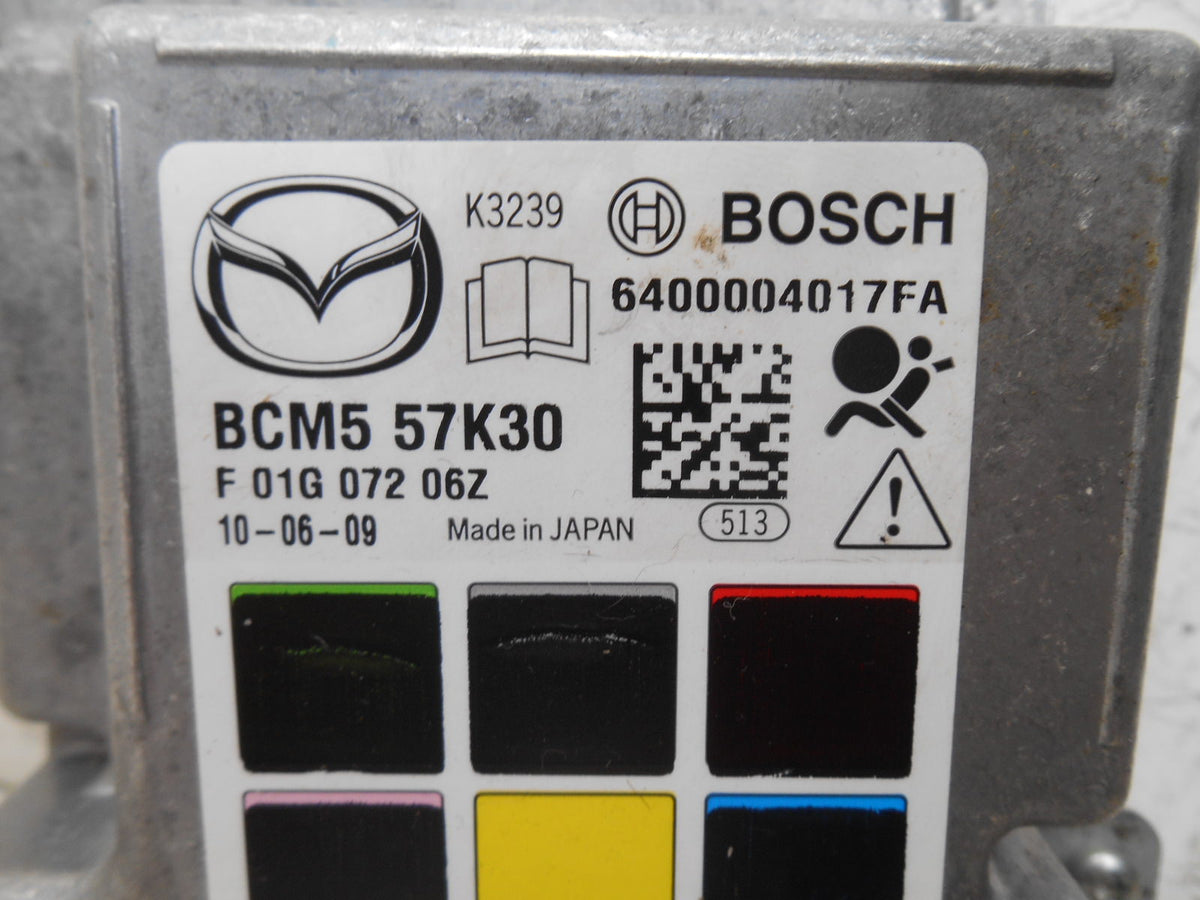 K3239
BOSCH
6400004017FA
BCM5 57K30
F 01G 072 06Z
10-06-09
Made in JAPAN
513